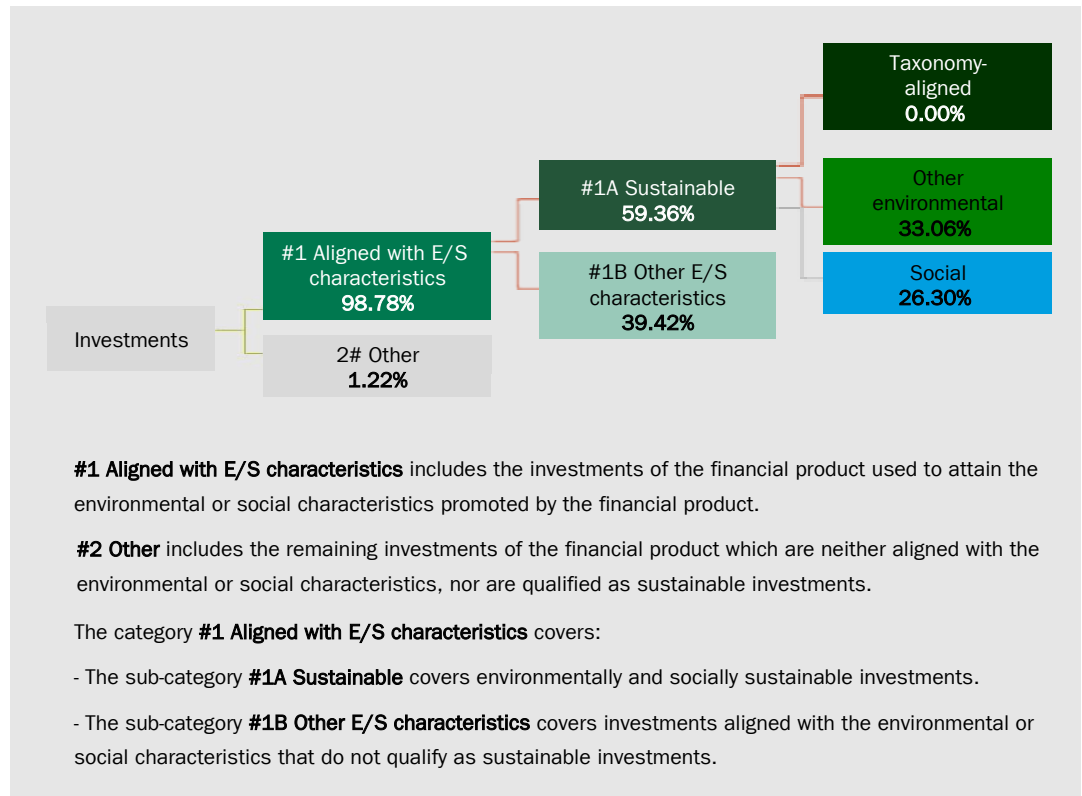 Taxonomy-
aligned
0.00%
#1A Sustainable
59.36%
Other
environmental
33.06%
#1 Aligned with E/S
characteristics
98.78%
#1B Other E/S
characteristics
39.42%
Social
26.30%
Investments
2# Other
1.22%
#1 Aligned with E/S characteristics includes the investments of the financial product used to attain the
environmental or social characteristics promoted by the financial product.
#2 Other includes the remaining investments of the financial product which are neither aligned with the
environmental or social characteristics, nor are qualified as sustainable investments.
The category #1 Aligned with E/S characteristics covers:
- The sub-category #1A Sustainable covers environmentally and socially sustainable investments.
- The sub-category #1B Other E/S characteristics covers investments aligned with the environmental or
social characteristics that do not qualify as sustainable investments.